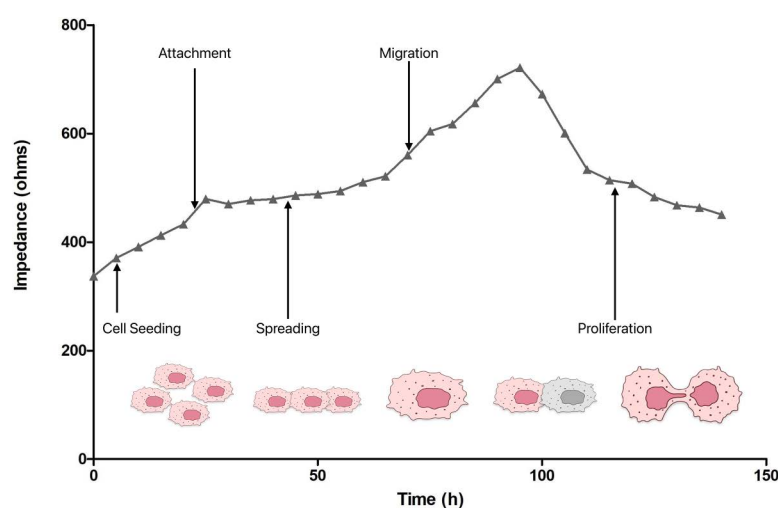 800
Attachment
Migration
600
Impedance (ohms)
400
Cell Seeding
Spreading
Proliferation
200
0
0
50
100
150
Time (h)